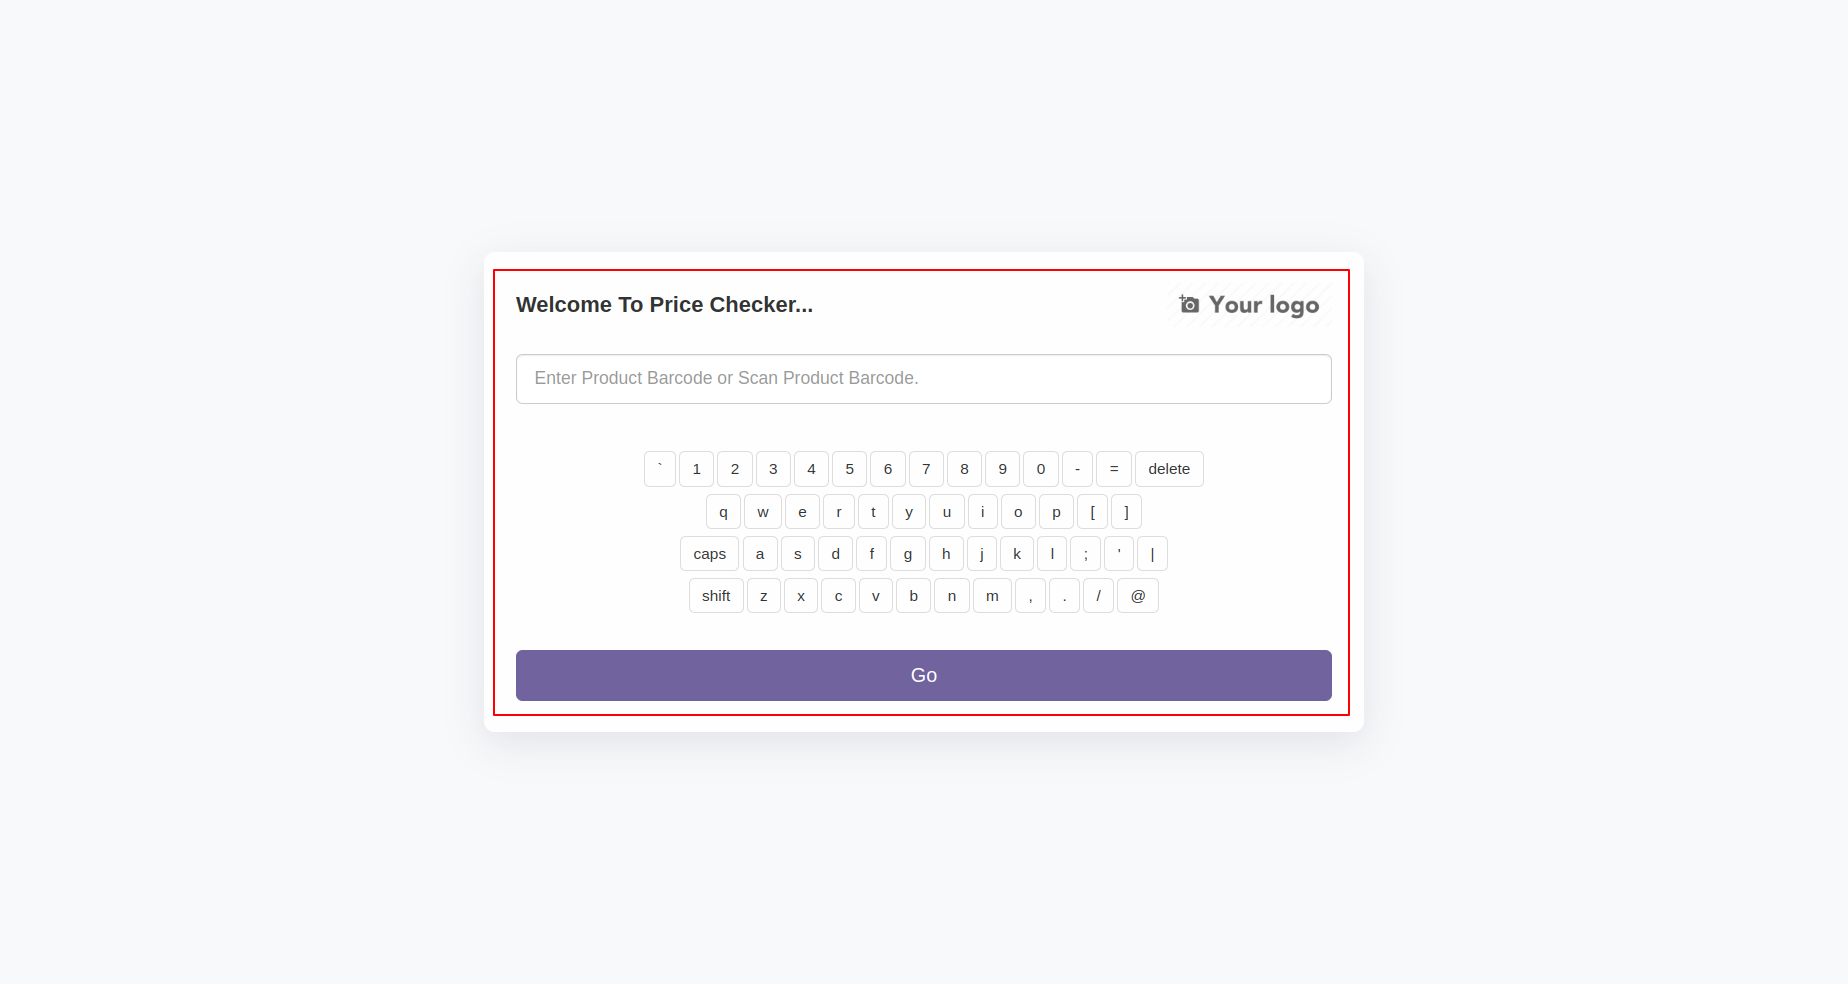 Welcome To Price Checker...
Your logo
Enter Product Barcode or Scan Product Barcode.
` 1 2 3 4 5 6 7 8 9 0 - = delete
q w e r t y u i o p [ ]
caps a s d f g h j k l ; ' |
shift z x c v b n m , . / @
Go